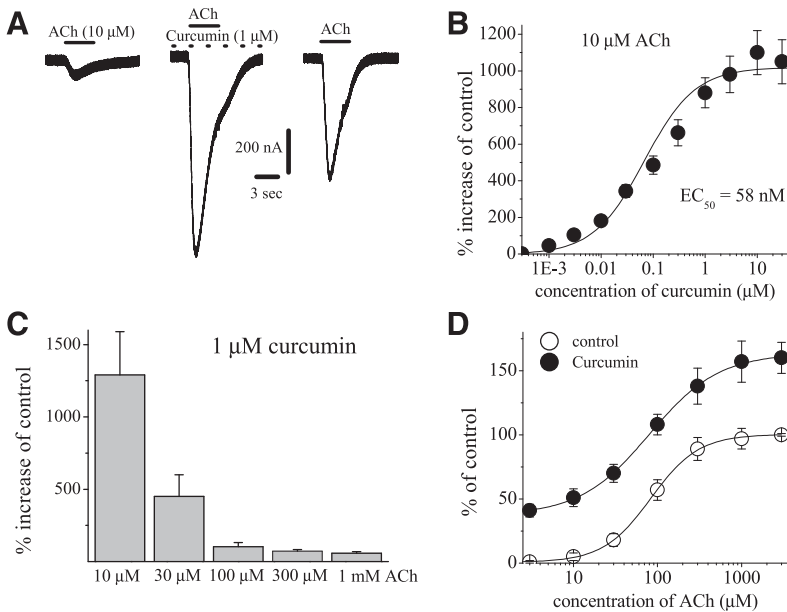 A
ACh (10 μM)
ACh
Curcumin (1 μM)
ACh
200 nA
3 sec
B
10 μM ACh
% increase of control
1200
1000
800
600
400
200
0
EC50 = 58 nM
1E-3 0.01 0.1 1 10
concentration of curcumin (μM)
C
1 μM curcumin
% increase of control
1500
1000
500
10 μM 30 μM 100 μM 300 μM 1 mM ACh
D
control
Curcumin
% of control
150
100
50
0
10 100 1000
concentration of ACh (μM)